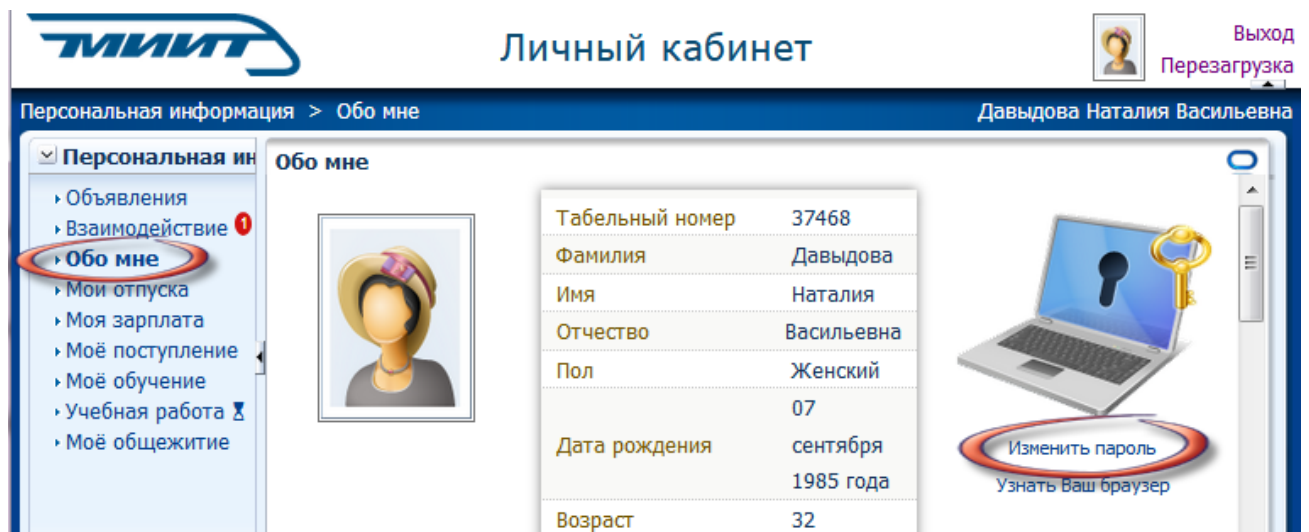 МИИТ
Личный кабинет
Выход
Перезагрузка
Персональная информация > Обо мне
Давыдова Наталия Васильевна
Персональная ин
Объявления
Взаимодействие 1
Обо мне
Мои отпуска
Моя зарплата
Моё поступление
Моё обучение
Учебная работа
Моё общежитие
Обо мне
Табельный номер 37468
Фамилия Давыдова
Имя Наталия
Отчество Васильевна
Пол Женский
Дата рождения 07
сентября
1985 года
Возраст 32
Изменить пароль
Узнать Ваш браузер